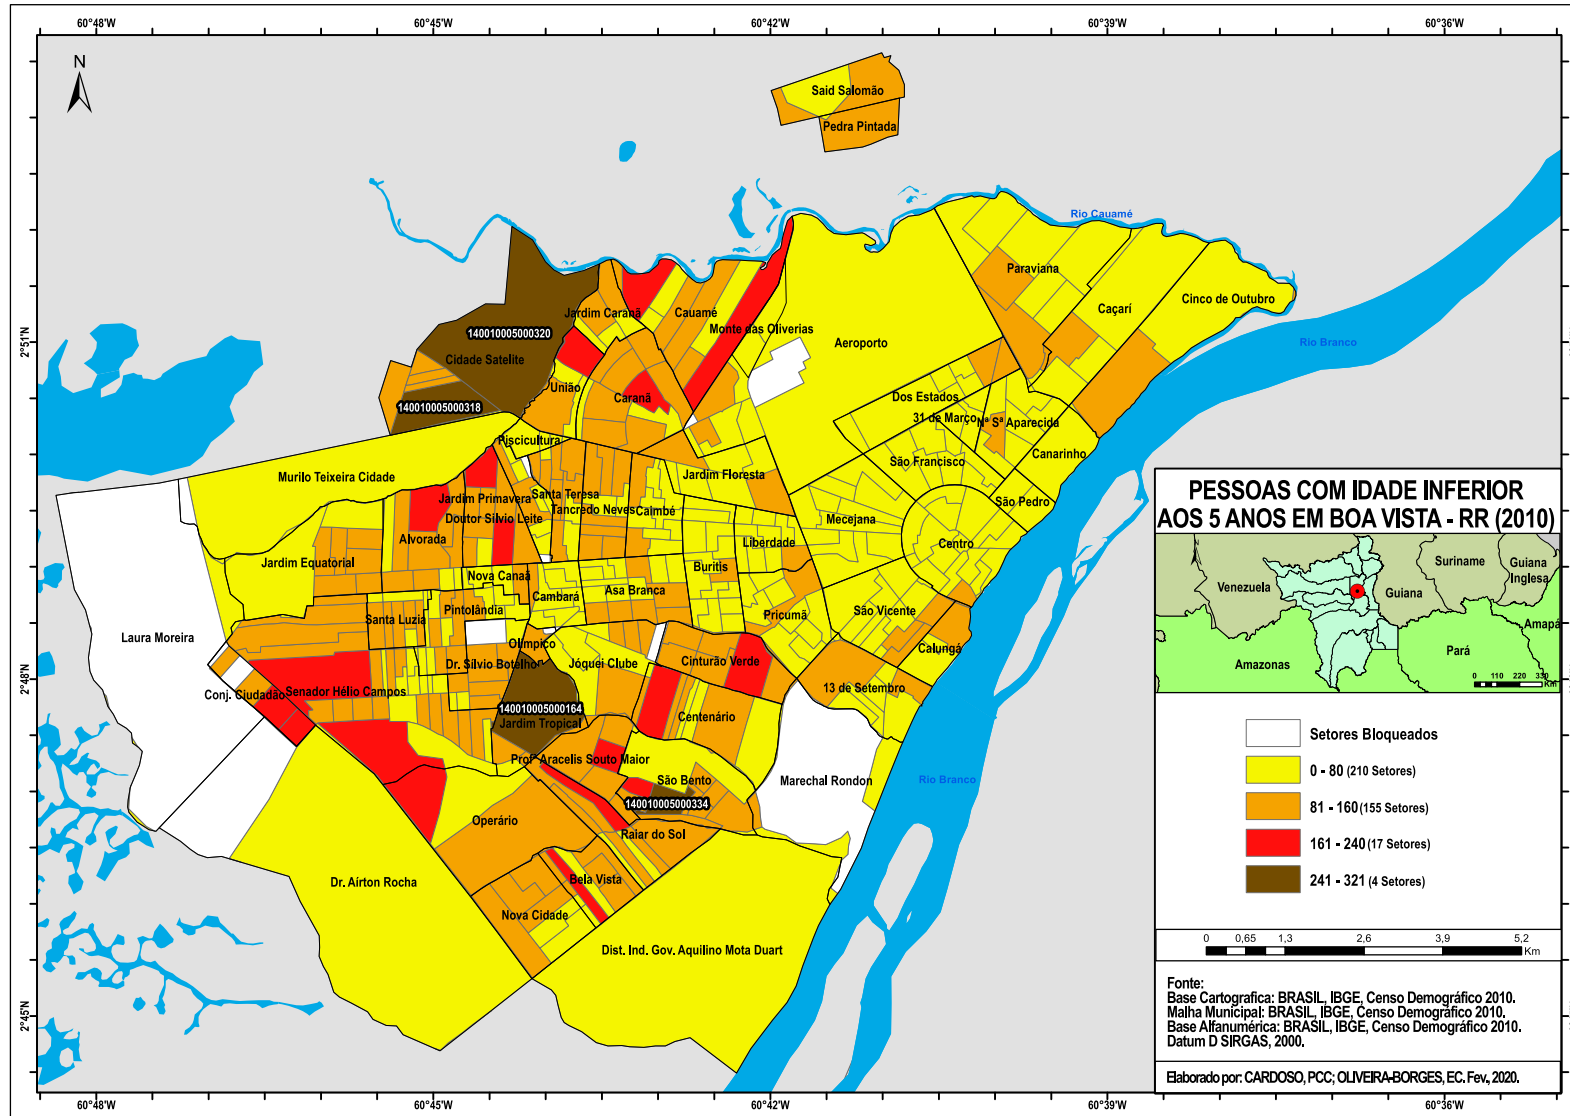 60°48'W
60°45'W
60°42'W
60°39'W
60°36'W
N
Said Salomão
Pedra Pintada
Rio Cauamé
Paraviana
Caçarí
Cinco de Outubro
Jardim Caranã
Cauamé
Monte das Oliverias
Aeroporto
Rio Branco
2°51'N
140010005000320
Cidade Satelite
União
Caranã
140010005000318
Dos Estados
31 de Março
Nª Sª Aparecida
Canarinho
Piscicultura
São Francisco
Murilo Teixeira Cidade
Jardim Floresta
São Pedro
Jardim Primavera
Santa Teresa
Tancredo Neves
Caimbé
Mecejana
Doutor Silvio Leite
Alvorada
Liberdade
Centro
Jardim Equatorial
Buritis
Nova Canaã
Cambará
Asa Branca
Pintolândia
Santa Luzia
Pricumã
São Vicente
Laura Moreira
Olímpico
Calungá
Dr. Sílvio Botelho
Jóquei Clube
Cinturão Verde
Conj. Cíudadão
Senador Hélio Campos
13 de Setembro
140010005000164
Jardim Tropical
Centenário
Profª Aracelis Souto Maior
São Bento
Marechal Rondon
Rio Branco
140010005000334
Operário
Raiar do Sol
Dr. Aírton Rocha
Bela Vista
Nova Cidade
Dist. Ind. Gov. Aquilino Mota Duart
2°48'N
2°45'N
60°48'W
60°45'W
60°42'W
60°39'W
60°36'W
PESSOAS COM IDADE INFERIOR
AOS 5 ANOS EM BOA VISTA - RR (2010)
N
Venezuela
Suriname
Guiana
Inglesa
Guiana
Amapá
Amazonas
Pará
0 110 220 330
Km
Setores Bloqueados
0 - 80 (210 Setores)
81 - 160 (155 Setores)
161 - 240 (17 Setores)
241 - 321 (4 Setores)
0 0,65 1,3 2,6 3,9 5,2
Km
Fonte:
Base Cartografica: BRASIL, IBGE, Censo Demográfico 2010.
Malha Municipal: BRASIL, IBGE, Censo Demográfico 2010.
Base Alfanumérica: BRASIL, IBGE, Censo Demográfico 2010.
Datum D SIRGAS, 2000.
Elaborado por: CARDOSO, PCC; OLIVEIRA-BORGES, EC. Fev., 2020.